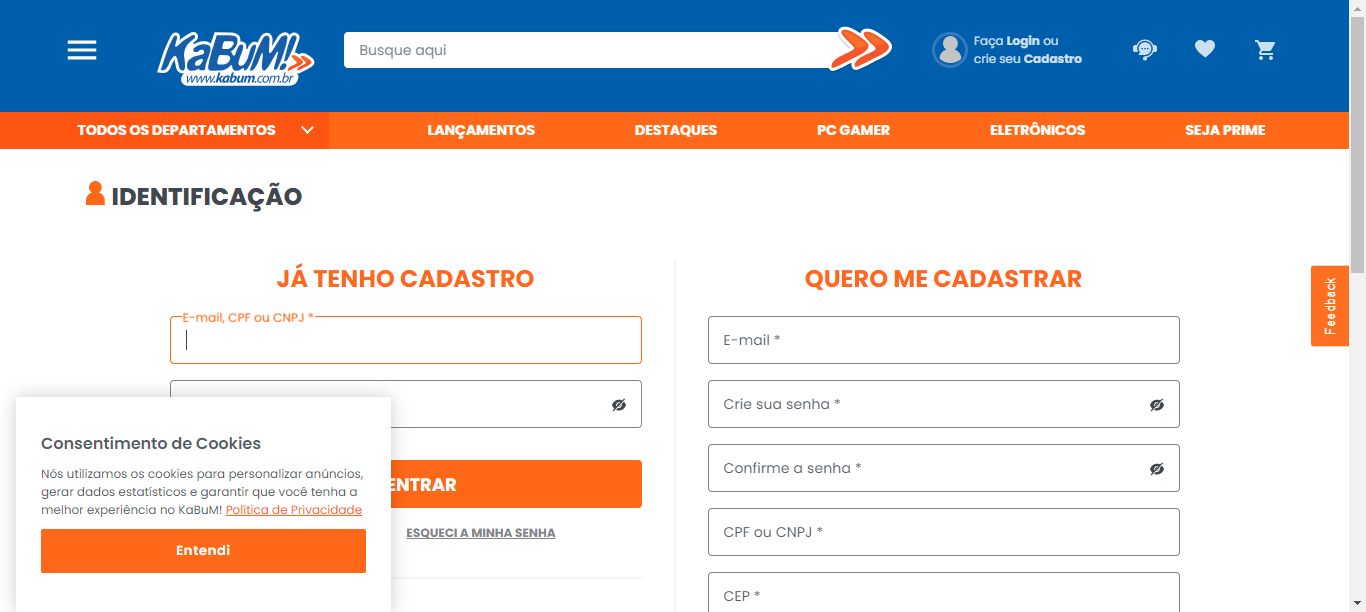 KaBuM!
www.kabum.com.br
Busque aqui
Faça Login ou
crie seu Cadastro
TODOS OS DEPARTAMENTOS
LANÇAMENTOS
DESTAQUES
PC GAMER
ELETRÔNICOS
SEJA PRIME
IDENTIFICAÇÃO
JÁ TENHO CADASTRO
E-mail, CPF ou CNPJ *
ENTRAR
ESQUECI A MINHA SENHA
QUERO ME CADASTRAR
E-mail *
Crie sua senha *
Confirme a senha *
CPF ou CNPJ *
CEP *
Feedback
Consentimento de Cookies
Nós utilizamos os cookies para personalizar anúncios,
gerar dados estatísticos e garantir que você tenha a
melhor experiência no KaBuM! Política de Privacidade
Entendi